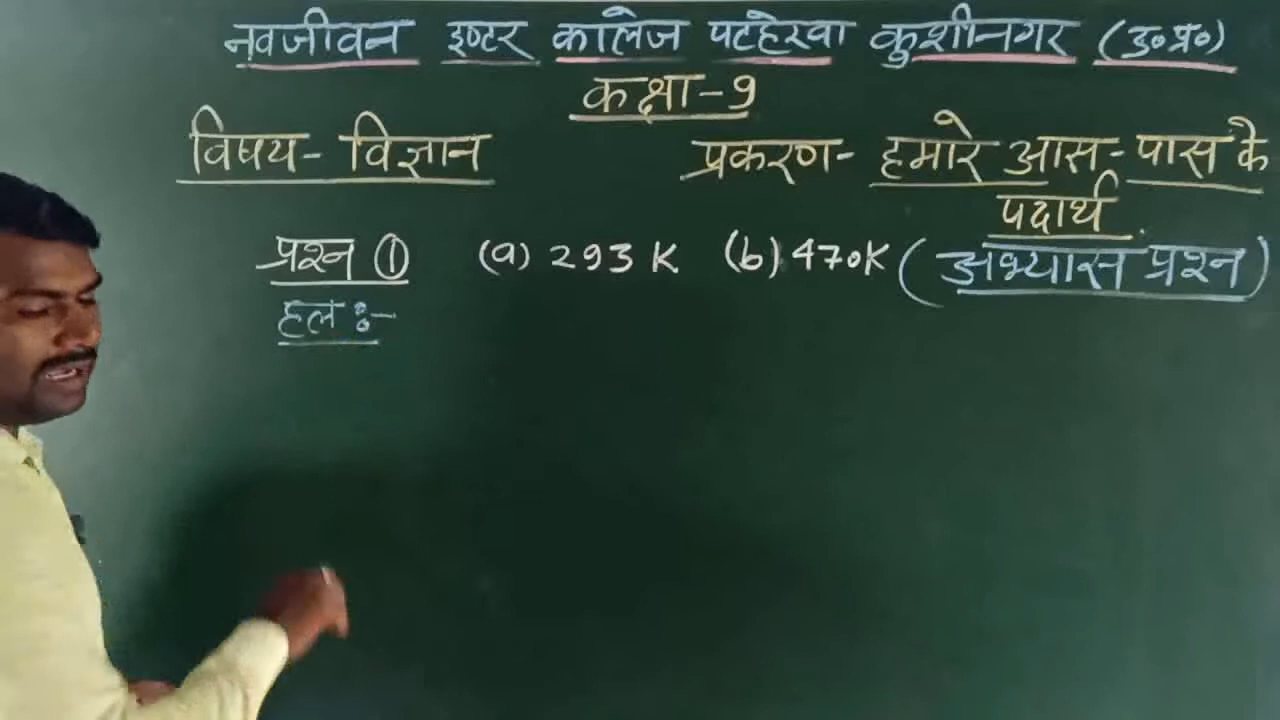 नवजीवन इण्टर कालेज पटहेरवा कुशीनगर (उ०प्र०)
कक्षा-9
विषय- विज्ञान प्रकरण- हमारे आस-पास के
पदार्थ
प्रश्न ① (a) 293 K (b) 470K (अभ्यास प्रश्न)
हल :-